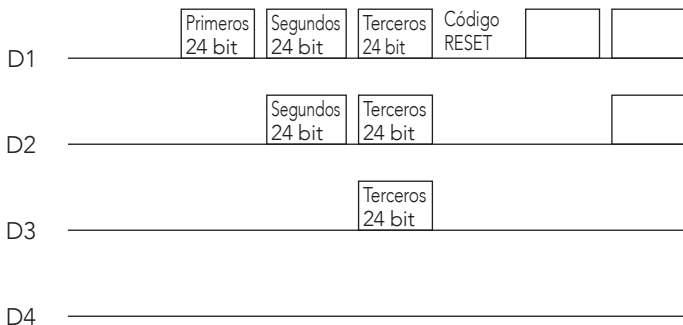 Primeros
24 bit
Segundos
24 bit
Terceros
24 bit
Código
RESET
D1
Segundos
24 bit
Terceros
24 bit
D2
Terceros
24 bit
D3
D4